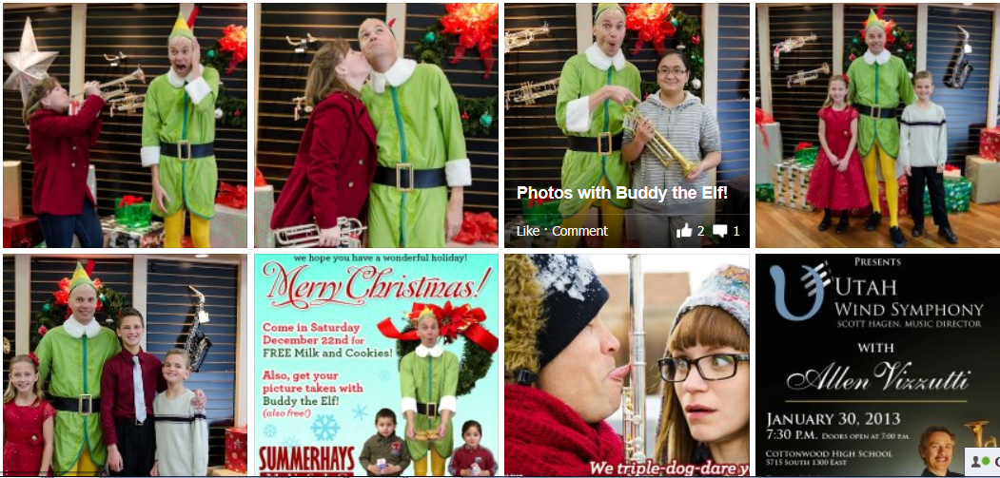 Photos with Buddy the Elf!
Like · Comment
2
1
we hope you have a wonderful holiday!
Merry Christmas!
Come in Saturday
December 22nd for
FREE Milk and Cookies!
Also, get your
picture taken with
Buddy the Elf!
(also free!)
SUMMERHAYS
We triple-dog-dare y
PRESENTS
UTAH
WIND SYMPHONY
SCOTT HAGEN, MUSIC DIRECTOR
WITH
Allen Vizzutti
JANUARY 30, 2013
7:30 P.M. DOORS OPEN AT 7:00 P.M.
COTTONWOOD HIGH SCHOOL
5715 SOUTH 1300 EAST